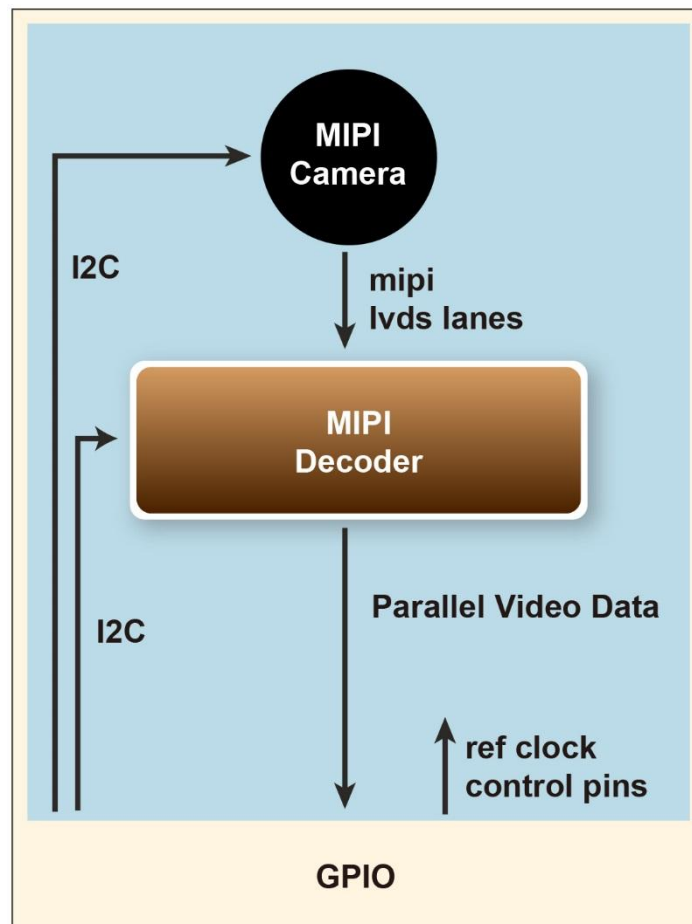 MIPI
Camera
I2C
mipi
lvds lanes
MIPI
Decoder
I2C
Parallel Video Data
ref clock
control pins
GPIO